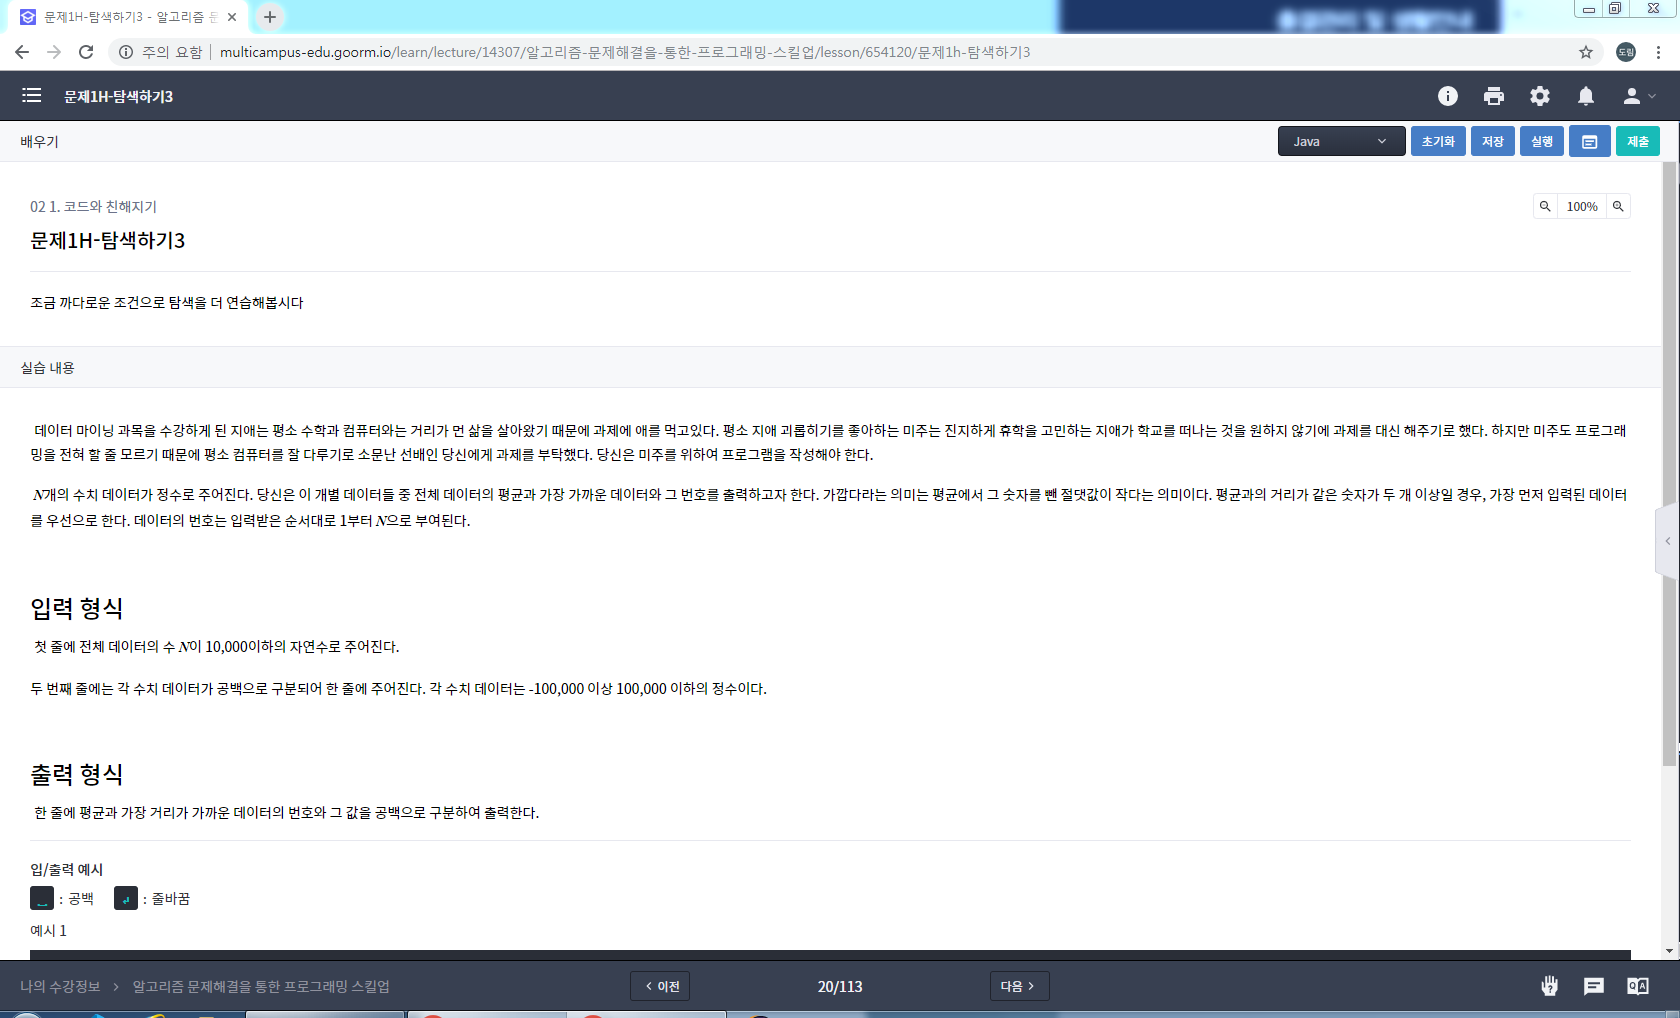 문제1H-탐색하기3 - 알고리즘 문
주의 요함 | multicampus-edu.goorm.io/learn/lecture/14307/알고리즘-문제해결을-통한-프로그래밍-스킬업/lesson/654120/문제1h-탐색하기3
도림
문제1H-탐색하기3
배우기
Java
초기화
저장
실행
제출
02 1. 코드와 친해지기
100%
문제1H-탐색하기3
조금 까다로운 조건으로 탐색을 더 연습해봅시다
실습 내용
데이터 마이닝 과목을 수강하게 된 지애는 평소 수학과 컴퓨터와는 거리가 먼 삶을 살아왔기 때문에 과제에 애를 먹고있다. 평소 지애 괴롭히기를 좋아하는 미주는 진지하게 휴학을 고민하는 지애가 학교를 떠나는 것을 원하지 않기에 과제를 대신 해주기로 했다. 하지만 미주도 프로그래
밍을 전혀 할 줄 모르기 때문에 평소 컴퓨터를 잘 다루기로 소문난 선배인 당신에게 과제를 부탁했다. 당신은 미주를 위하여 프로그램을 작성해야 한다.
N개의 수치 데이터가 정수로 주어진다. 당신은 이 개별 데이터들 중 전체 데이터의 평균과 가장 가까운 데이터와 그 번호를 출력하고자 한다. 가깝다라는 의미는 평균에서 그 숫자를 뺀 절댓값이 작다는 의미이다. 평균과의 거리가 같은 숫자가 두 개 이상일 경우, 가장 먼저 입력된 데이터
를 우선으로 한다. 데이터의 번호는 입력받은 순서대로 1부터 N으로 부여된다.
입력 형식
첫 줄에 전체 데이터의 수 N이 10,000이하의 자연수로 주어진다.
두 번째 줄에는 각 수치 데이터가 공백으로 구분되어 한 줄에 주어진다. 각 수치 데이터는 -100,000 이상 100,000 이하의 정수이다.
출력 형식
한 줄에 평균과 가장 거리가 가까운 데이터의 번호와 그 값을 공백으로 구분하여 출력한다.
입/출력 예시
: 공백
: 줄바꿈
예시 1
나의 수강정보 > 알고리즘 문제해결을 통한 프로그래밍 스킬업
< 이전
20/113
다음 >
Q A